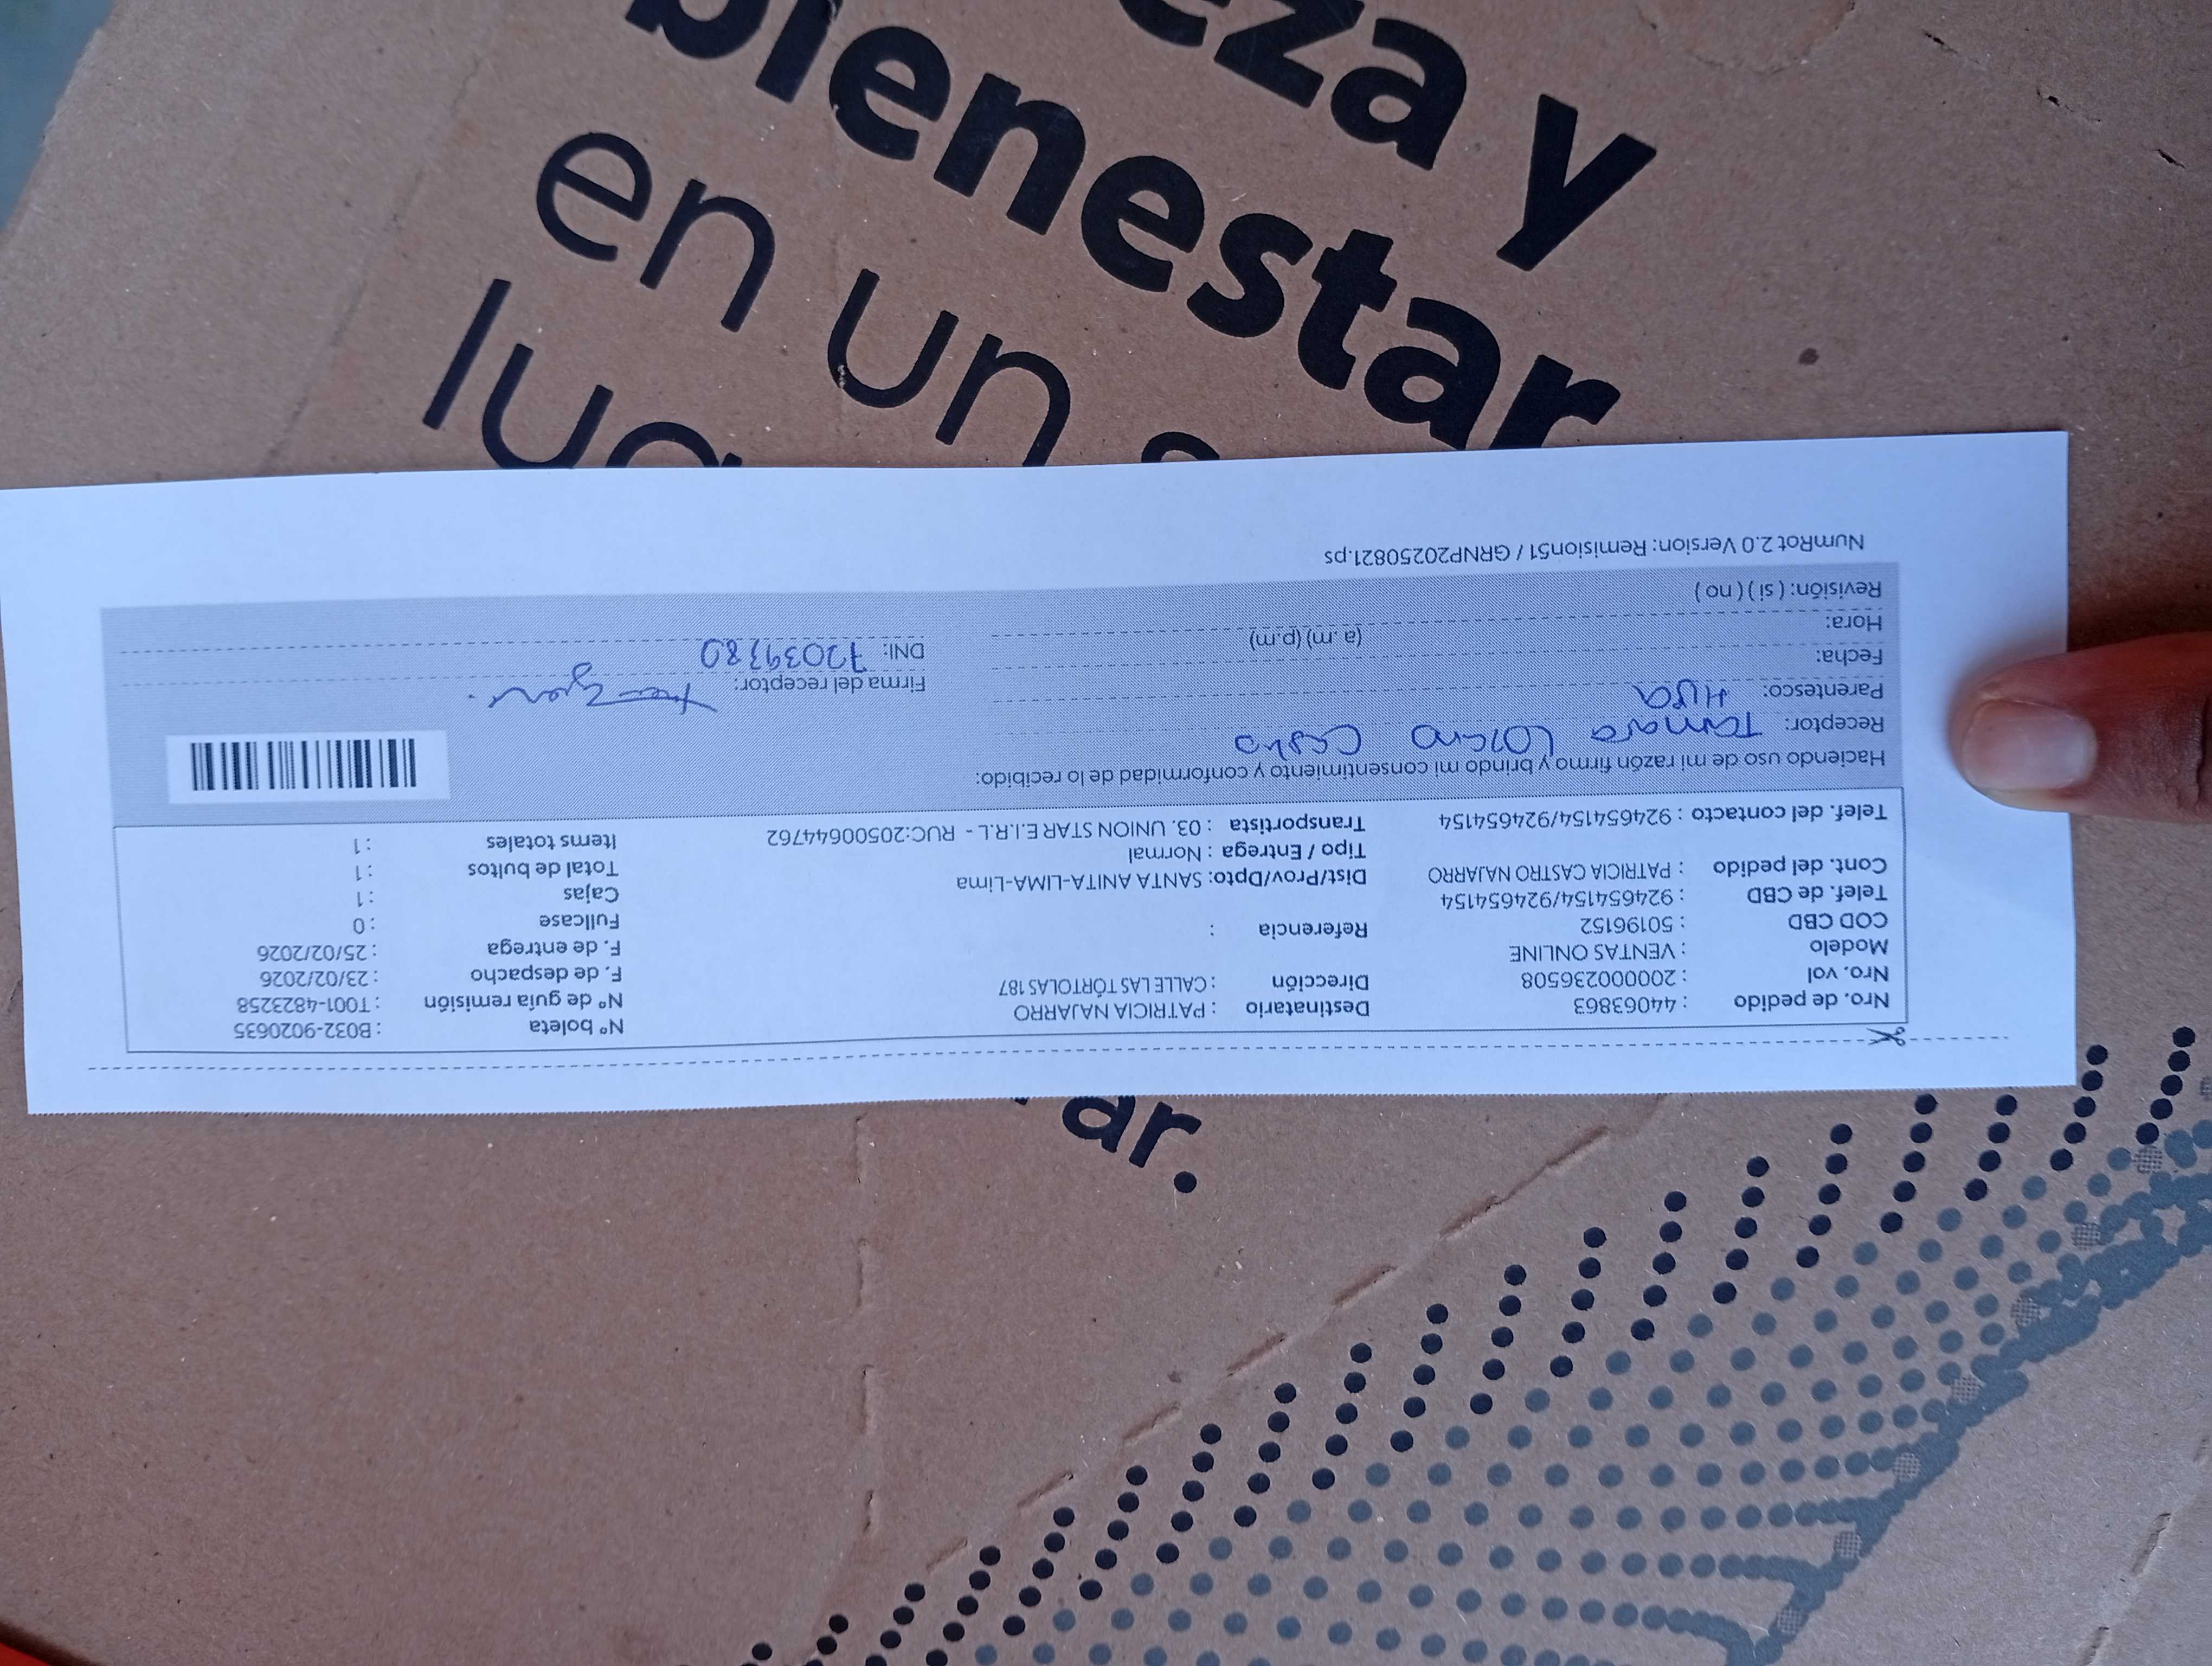 eza y
bienestar
en un
Nro. de pedido : 44063863
Nro. vol : 2000000236508
Modelo : VENTAS ONLINE
COD CBD : 50196152
Telef. de CBD : 924654154/924654154
Cont. del pedido : PATRICIA CASTRO NAJARRO
Telef. del contacto : 924654154/924654154
Destinatario : PATRICIA NAJARRO
Dirección : CALLE LAS TÓRTOLAS 187
Referencia :
Dist/Prov/Dpto: SANTA ANITA-LIMA-Lima
Tipo / Entrega : Normal
Transportista : 03. UNION STAR E.I.R.L - RUC:20500644762
N° boleta : B032-9020635
N° de guía remisión : T001-4823258
F. de despacho : 23/02/2026
F. de entrega : 25/02/2026
Fullcase : 0
Cajas : 1
Total de bultos : 1
Items totales : 1
Haciendo uso de mi razón firmo y brindo mi consentimiento y conformidad de lo recibido:
Receptor: Tamara Lozano Castro
Parentesco: Hija
Fecha:
Hora: (a.m) (p.m)
Revisión: ( si ) ( no )
Firma del receptor:
DNI: 72039380
NumRot 2.0 Version: Remision51 / GRNP20250821.ps
ar.